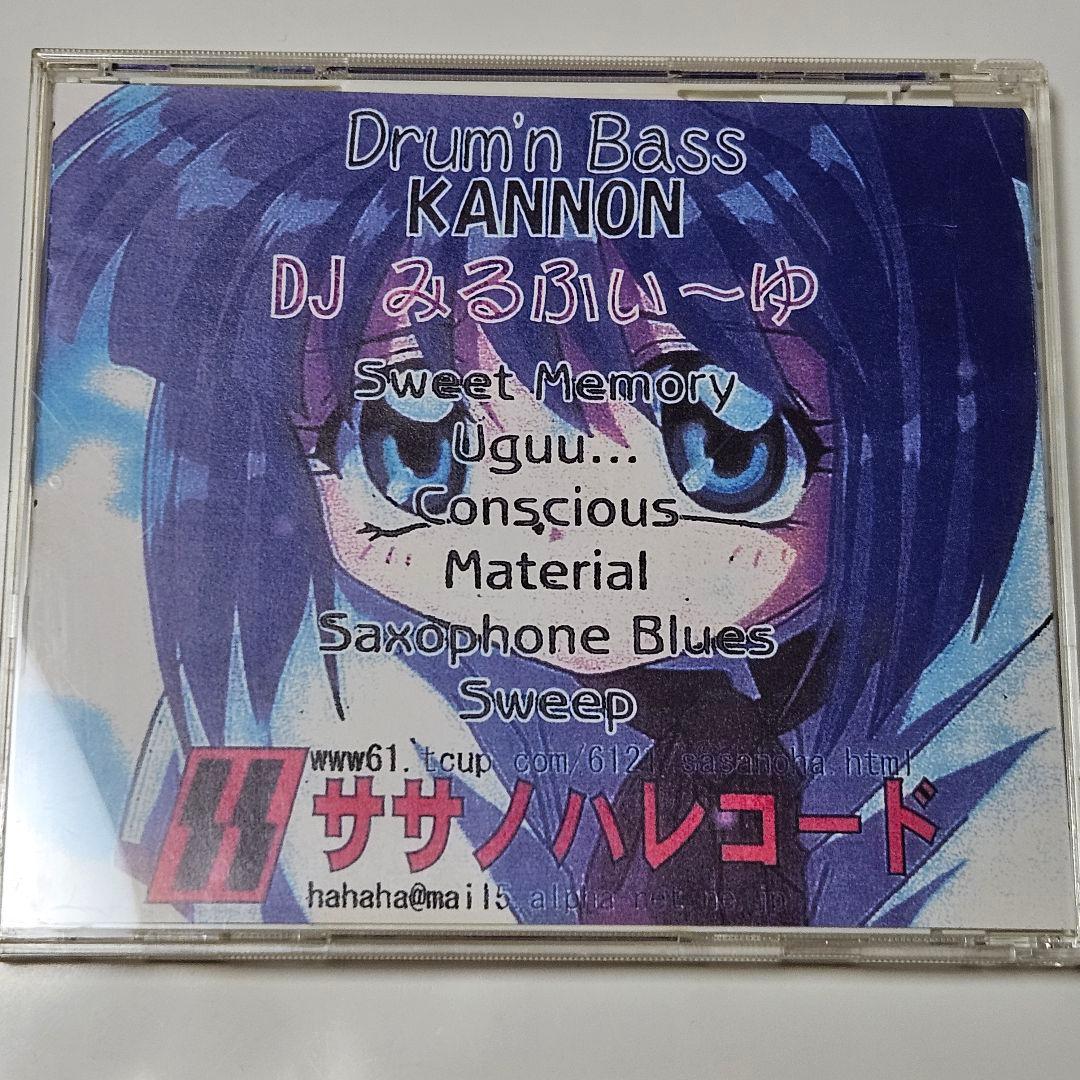 Drum'n Bass
KANNON
DJ みるふぃ〜ゆ
Sweet Memory
Uguu...
Conscious
Material
Saxophone Blues
Sweep
www61.tcup.com/6121/sasanoha.html
ササノハレコード
hahaha@mail5.alpha-net.ne.jp